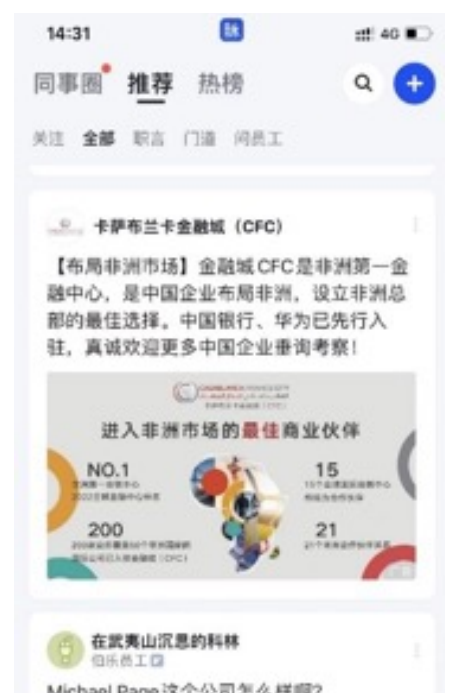 14:31
脉
4G
同事圈 推荐 热榜
关注 全部 职言 门道 问员工
卡萨布兰卡金融城（CFC）
【布局非洲市场】金融城CFC是非洲第一金
融中心，是中国企业布局非洲，设立非洲总
部的最佳选择。中国银行、华为已先行入
驻，真诚欢迎更多中国企业垂询考察！
进入非洲市场的最佳商业伙伴
NO.1
15
200
21
在武夷山沉思的科林
伯乐员工
Michael Page这个公司怎么样啊？